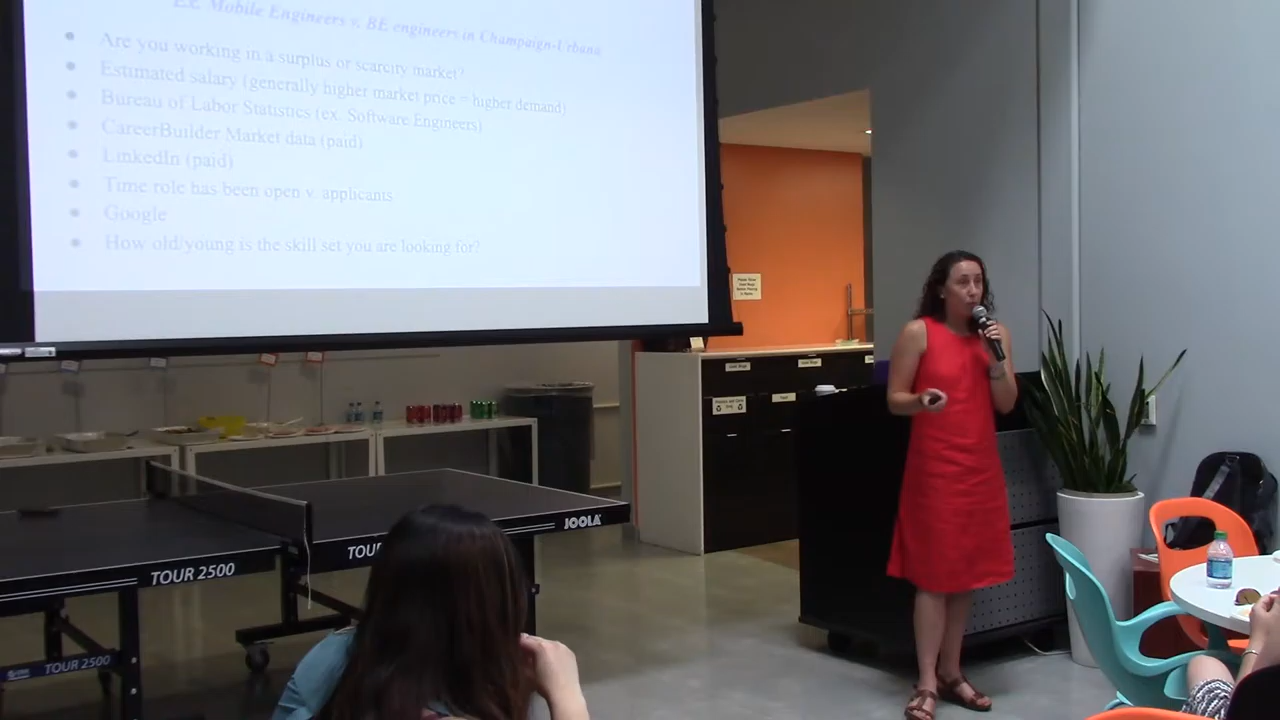 Ex. Mobile Engineers v. BE engineers in Champaign-Urbana
Are you working in a surplus or scarcity market?
Estimated salary (generally higher market price = higher demand)
Bureau of Labor Statistics (ex. Software Engineers)
CareerBuilder Market data (paid)
LinkedIn (paid)
Time role has been open v. applicants
Google
How old/young is the skill set you are looking for?
JOOLA
TOUR 2500
TOU
TOUR 2500